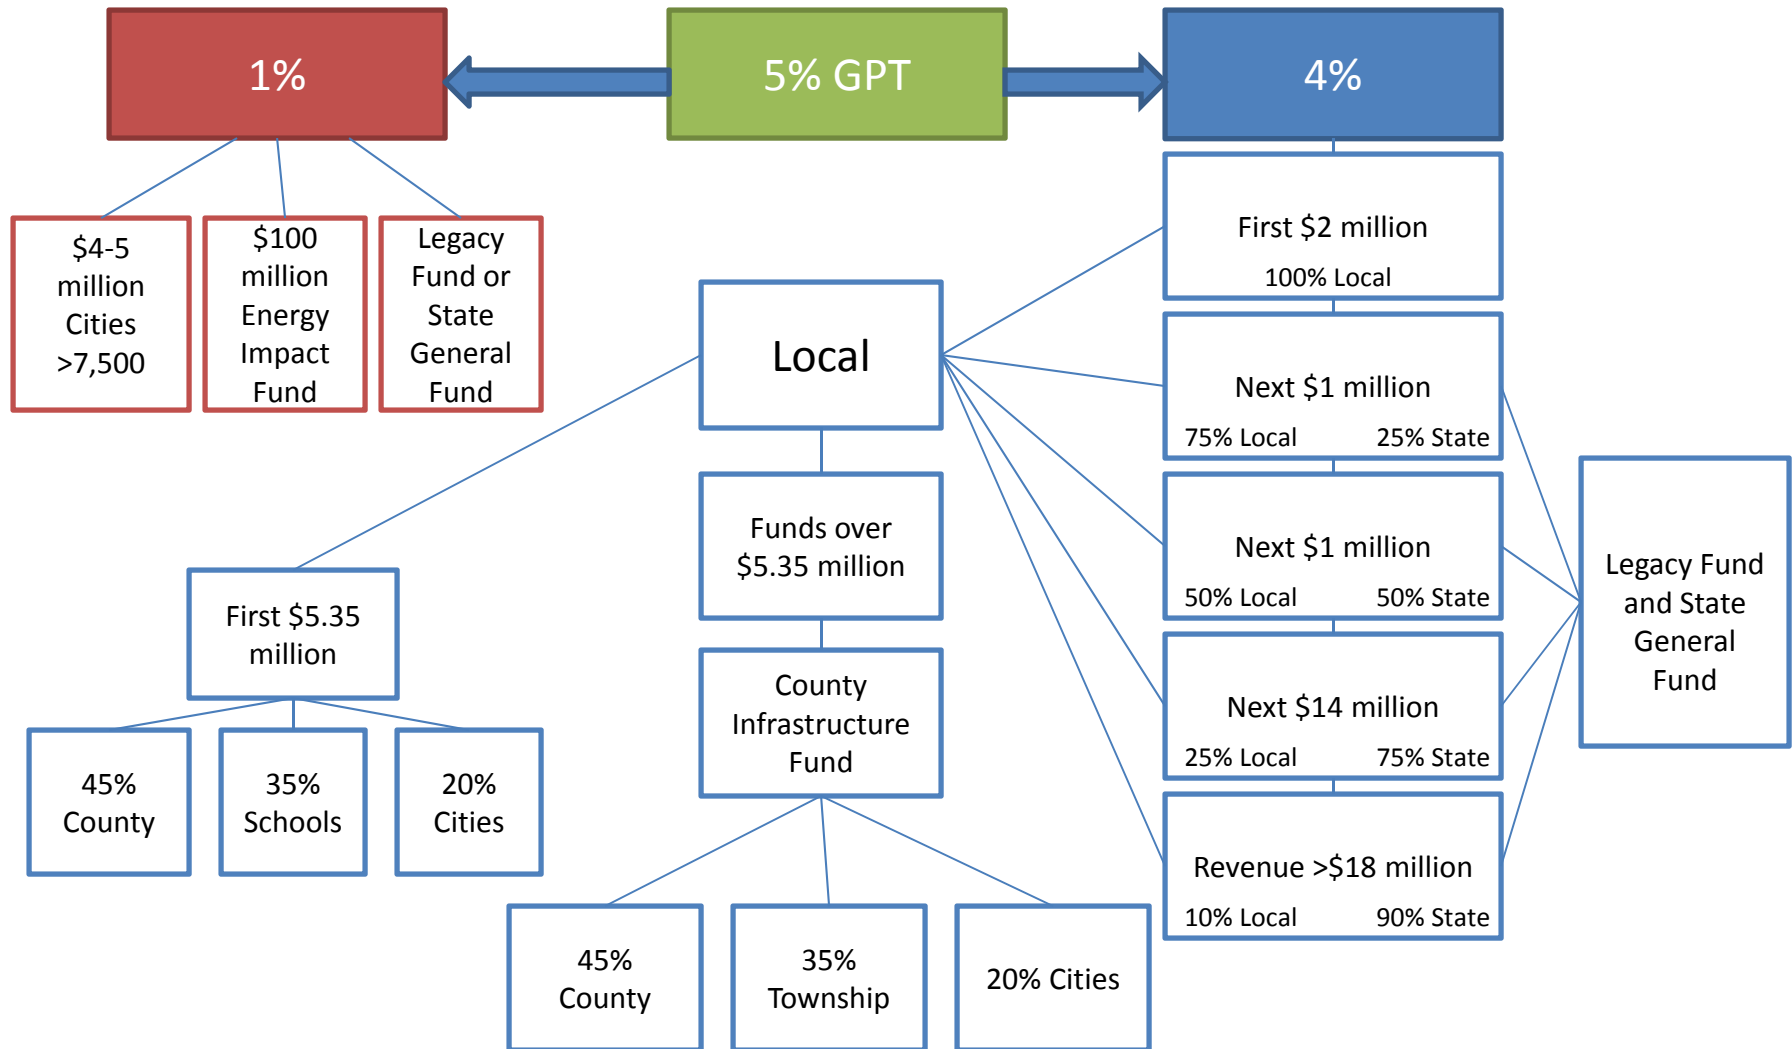 1%
5% GPT
4%
$4-5
million
Cities
>7,500
$100
million
Energy
Impact
Fund
Legacy
Fund or
State
General
Fund
First $2 million
100% Local
Local
Next $1 million
75% Local 25% State
Funds over
$5.35 million
Next $1 million
50% Local 50% State
Legacy Fund
and State
General
Fund
First $5.35
million
County
Infrastructure
Fund
Next $14 million
25% Local 75% State
45%
County
35%
Schools
20%
Cities
Revenue >$18 million
10% Local 90% State
45%
County
35%
Township
20% Cities